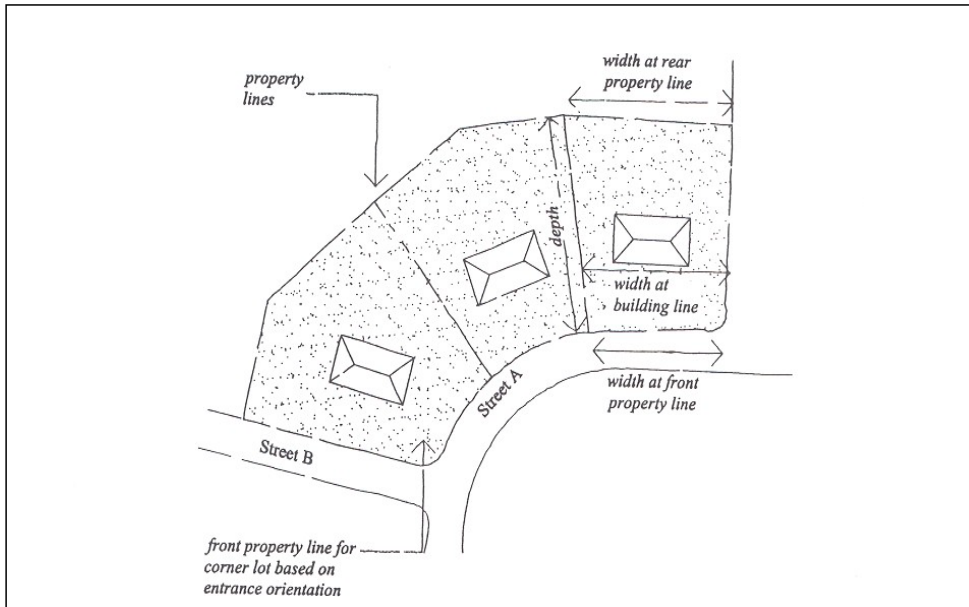 width at rear
property line
property
lines
depth
width at
building line
Street A
width at front
property line
Street B
front property line for
corner lot based on
entrance orientation